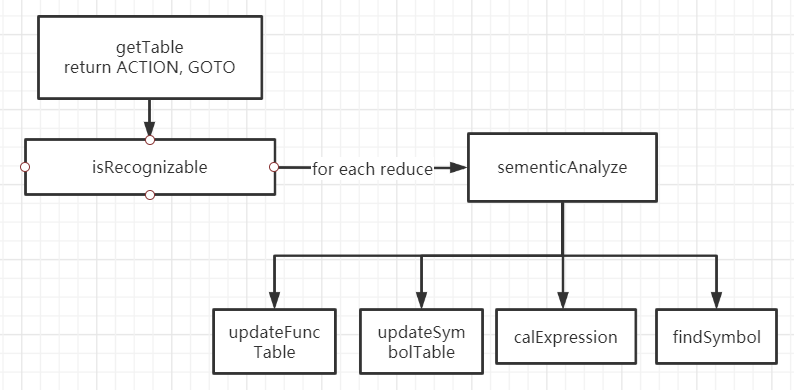 getTable
return ACTION, GOTO
isRecognizable
for each reduce
sementicAnalyze
updateFunc
Table
updateSym
bolTable
calExpression
findSymbol